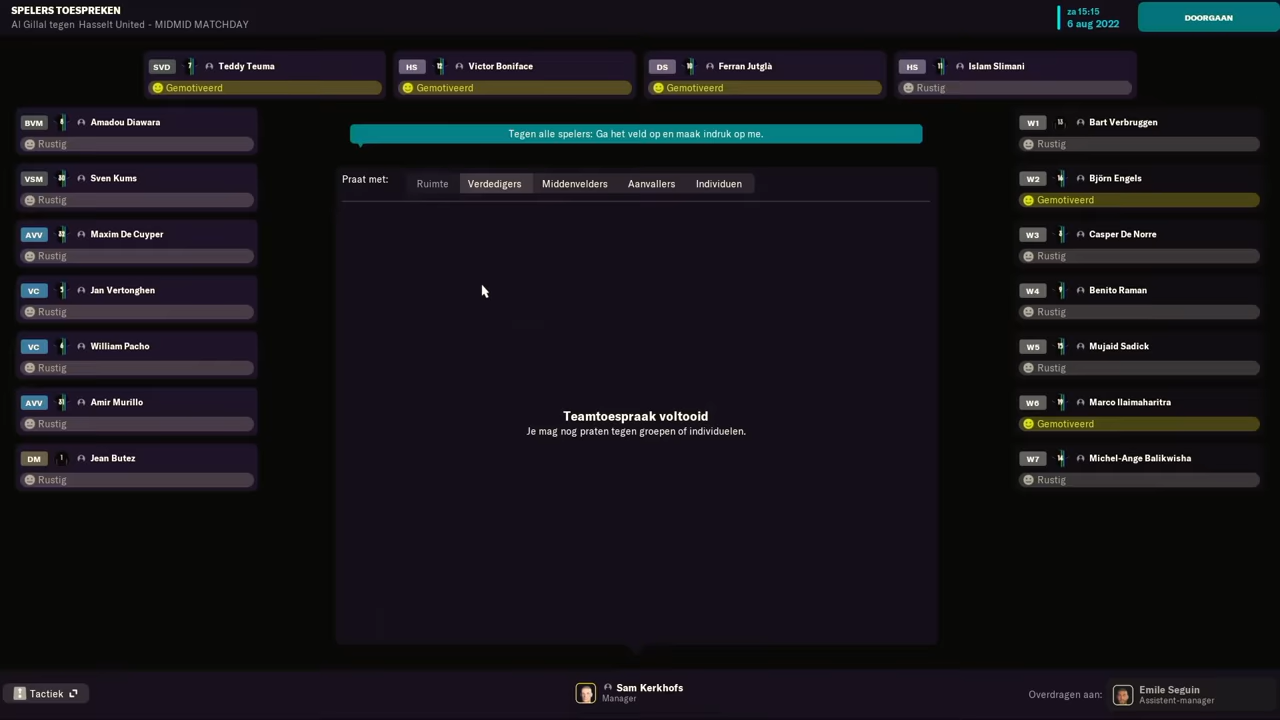 SPELERS TOESPREKEN
Al Gillal tegen Hasselt United - MIDMID MATCHDAY
za 15:15
6 aug 2022
DOORGAAN
SVD 7 Teddy Teuma
Gemotiveerd
HS Victor Boniface
Gemotiveerd
DS 10 Ferran Jutglà
Gemotiveerd
HS 11 Islam Slimani
Rustig
BVM Amadou Diawara
Rustig
VSM Sven Kums
Rustig
AVV Maxim De Cuyper
Rustig
VC Jan Vertonghen
Rustig
VC William Pacho
Rustig
AVV Amir Murillo
Rustig
DM 1 Jean Butez
Rustig
Tegen alle spelers: Ga het veld op en maak indruk op me.
Praat met:
Ruimte Verdedigers Middenvelders Aanvallers Individuen
Teamtoespraak voltooid
Je mag nog praten tegen groepen of individuelen.
W1 13 Bart Verbruggen
Rustig
W2 Björn Engels
Gemotiveerd
W3 Casper De Norre
Rustig
W4 Benito Raman
Rustig
W5 Mujaid Sadick
Rustig
W6 Marco Ilaimaharitra
Gemotiveerd
W7 Michel-Ange Balikwisha
Rustig
Tactiek
Sam Kerkhofs
Manager
Overdragen aan:
Emile Seguin
Assistent-manager